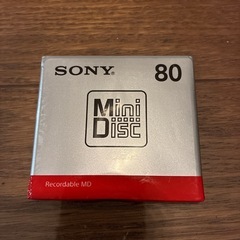 SONY® 80
Mini
Disc
Recordable MD